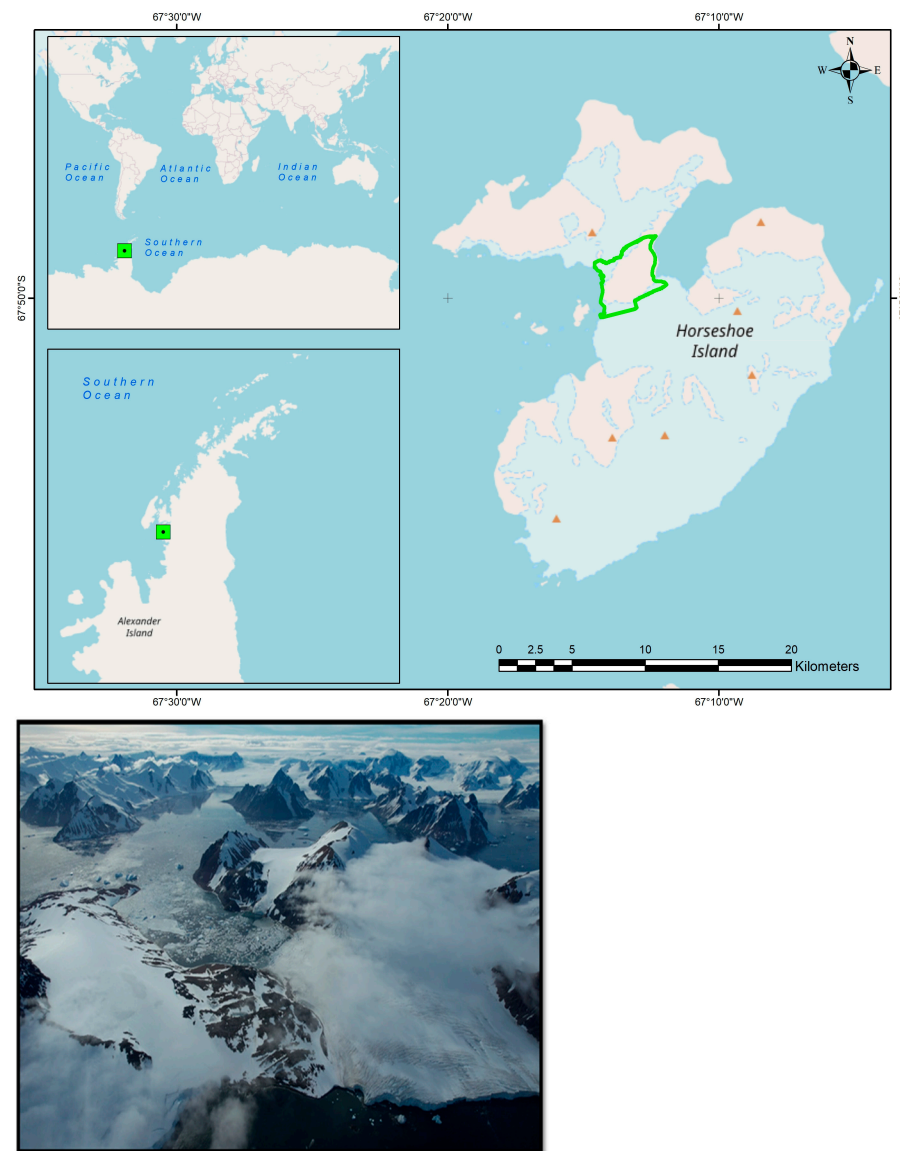 67°30'0"W
67°20'0"W
67°10'0"W
N
W
E
S
Pacific
Ocean
Atlantic
Ocean
Indian
Ocean
Southern
Ocean
67°50'0"S
Horseshoe
Island
Southern
Ocean
Alexander
Island
0
2.5
5
10
15
20
Kilometers
67°30'0"W
67°20'0"W
67°10'0"W